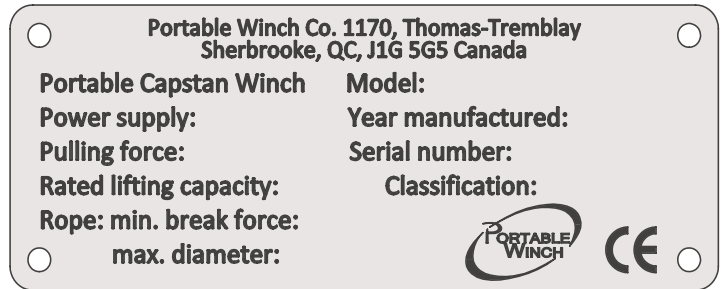 Portable Winch Co. 1170, Thomas-Tremblay
Sherbrooke, QC, J1G 5G5 Canada
Portable Capstan Winch Model:
Power supply: Year manufactured:
Pulling force: Serial number:
Rated lifting capacity: Classification:
Rope: min. break force:
max. diameter:
PORTABLE
WINCH
CE